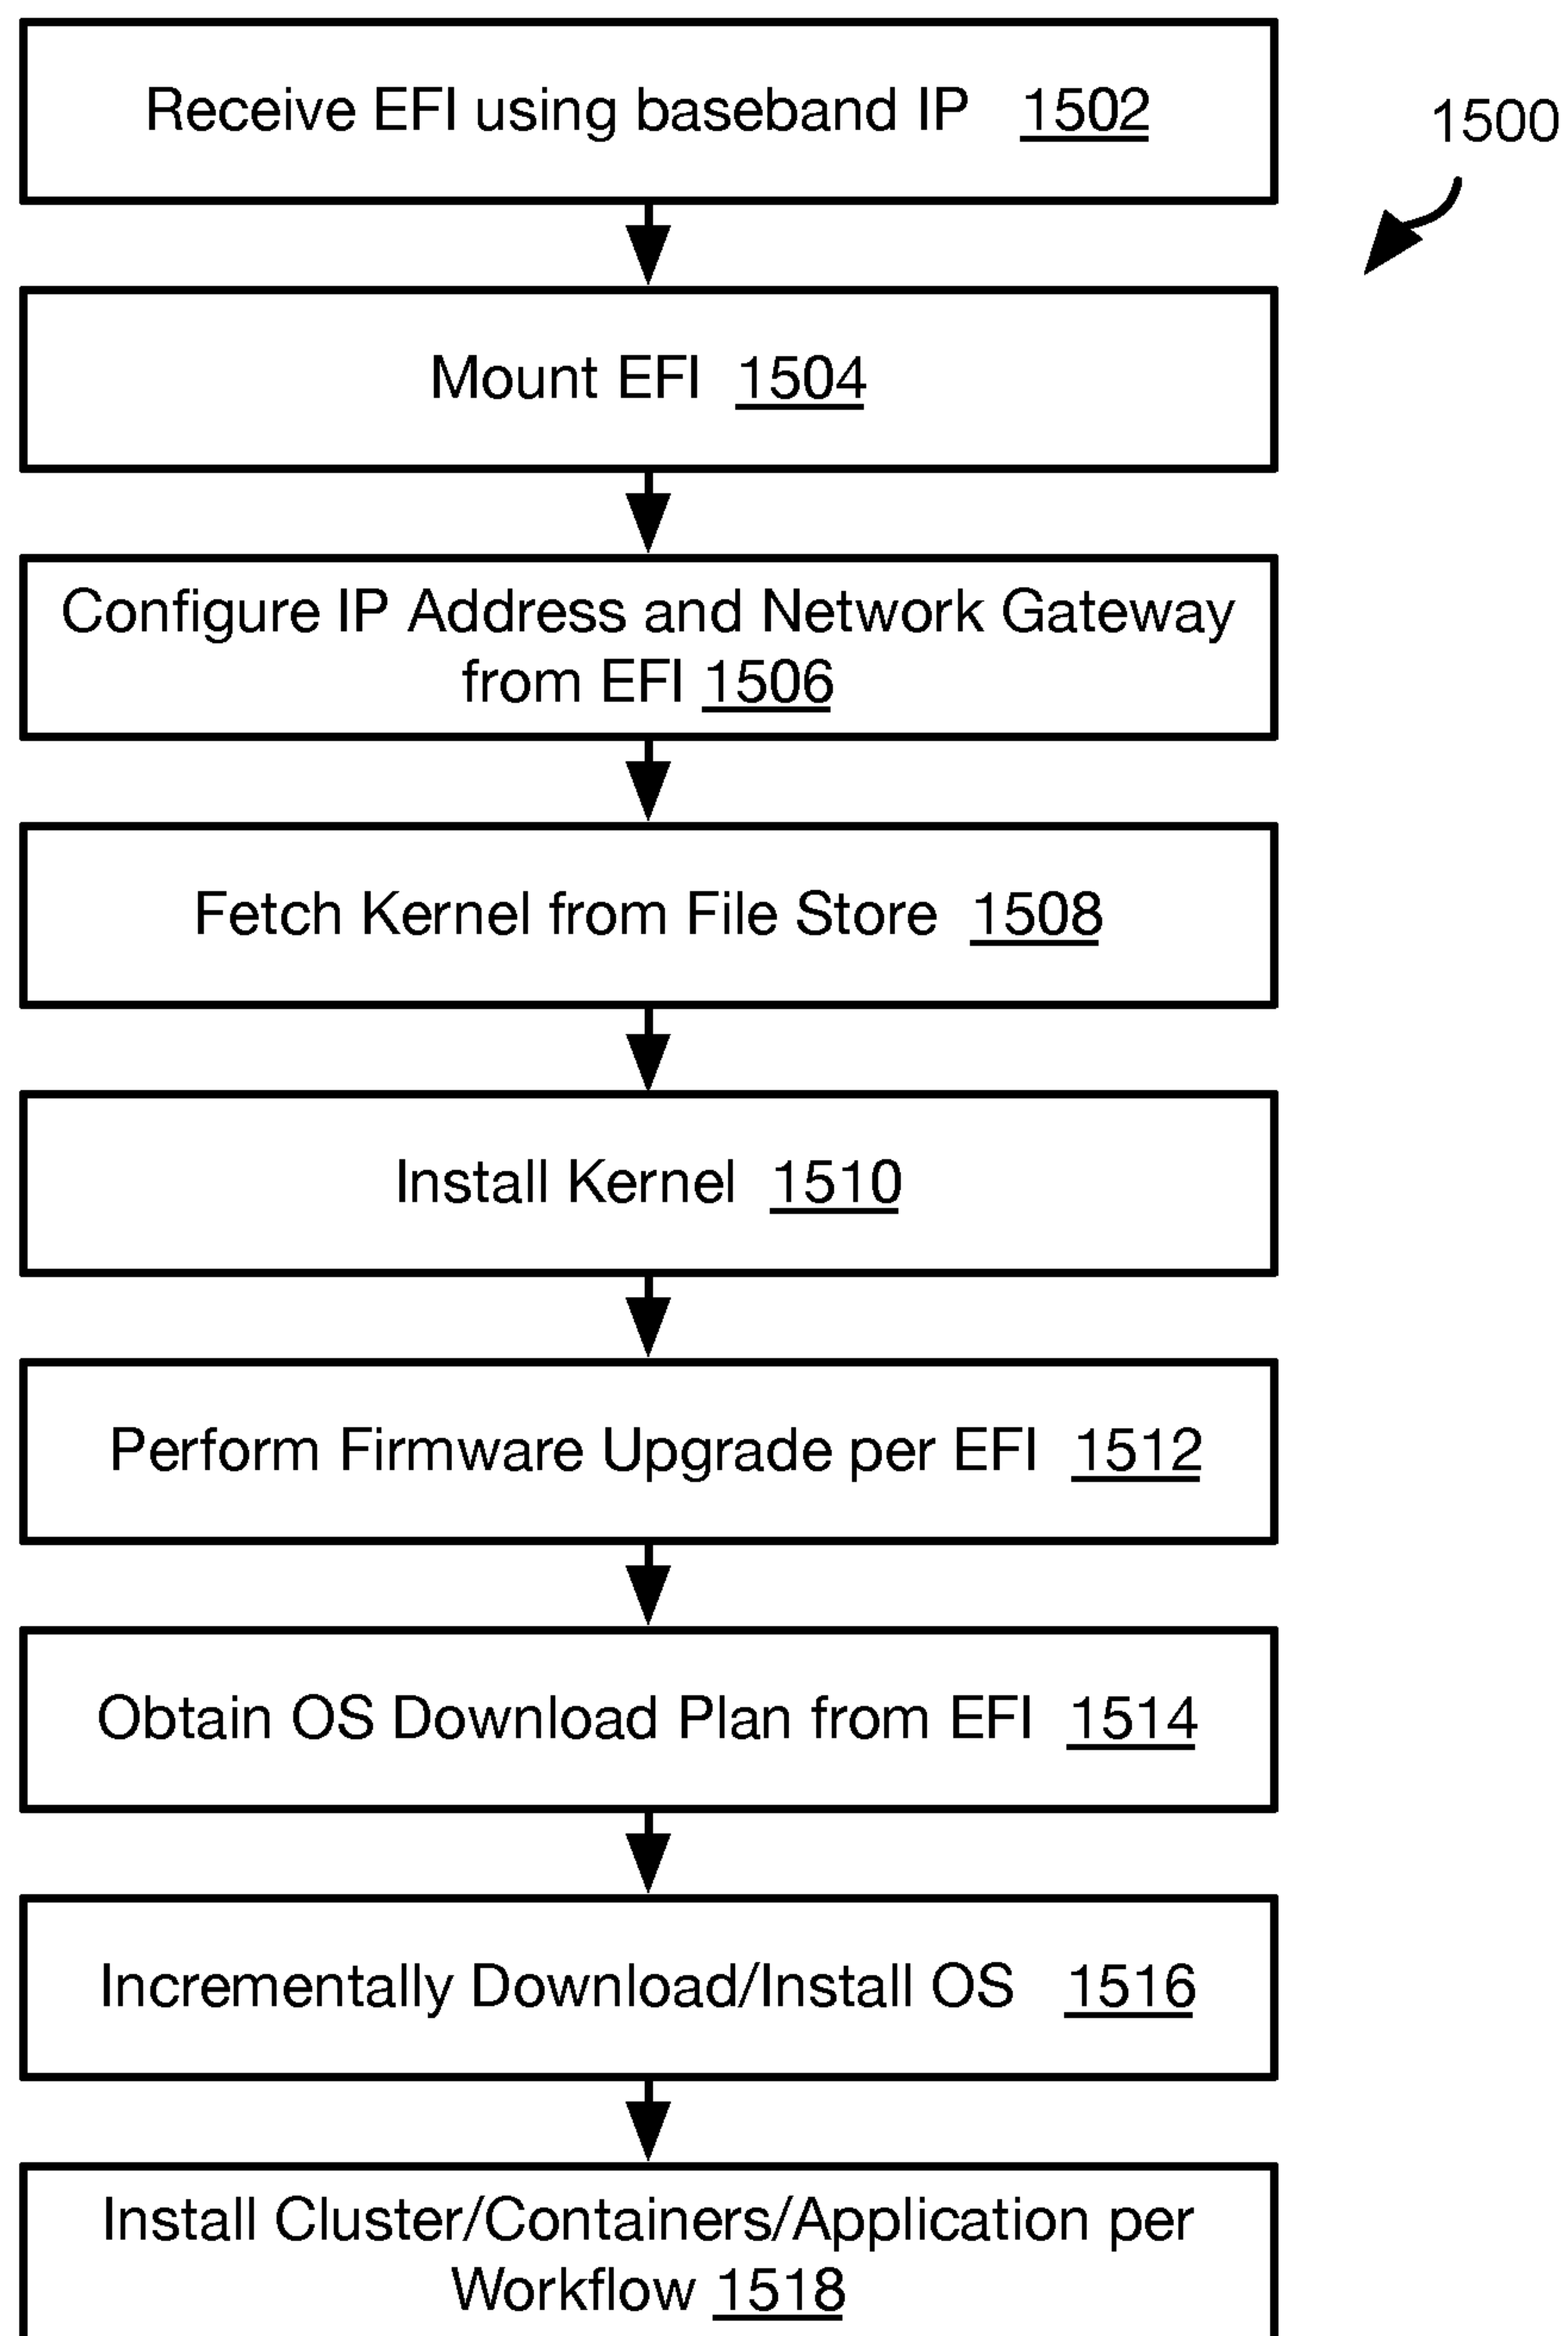 Receive EFI using baseband IP 1502
1500
Mount EFI 1504
Configure IP Address and Network Gateway
from EFI 1506
Fetch Kernel from File Store 1508
Install Kernel 1510
Perform Firmware Upgrade per EFI 1512
Obtain OS Download Plan from EFI 1514
Incrementally Download/Install OS 1516
Install Cluster/Containers/Application per
Workflow 1518